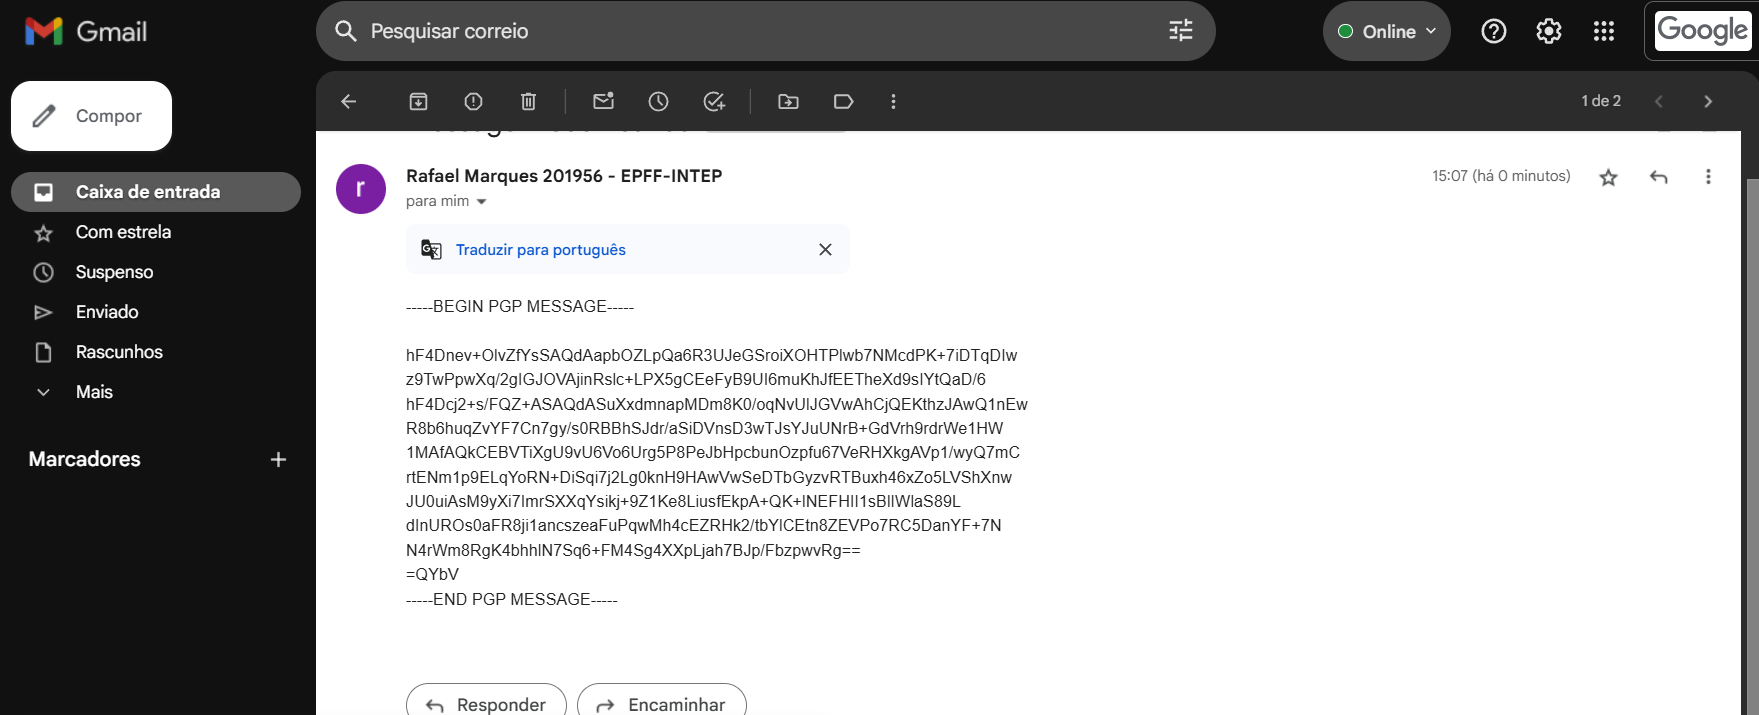 Gmail
Pesquisar correio
Online
Google
Compor
1 de 2
Caixa de entrada
Com estrela
Suspenso
Enviado
Rascunhos
Mais
Marcadores
r
Rafael Marques 201956 - EPFF-INTEP
15:07 (há 0 minutos)
para mim
Traduzir para português
-----BEGIN PGP MESSAGE-----
hF4Dnev+OlvZfYsSAQdAapbOZLpQa6R3UJeGSroiXOHTPlwb7NMcdPK+7iDTqDIw
z9TwPpwXq/2glGJOVAjinRslc+LPX5gCEeFyB9Ul6muKhJfEETheXd9sIYtQaD/6
hF4Dcj2+s/FQZ+ASAQdASuXxdmnapMDm8K0/oqNvUlJGVwAhCjQEKthzJAwQ1nEw
R8b6huqZvYF7Cn7gy/s0RBBhSJdr/aSiDVnsD3wTJsYJuUNrB+GdVrh9rdrWe1HW
1MAfAQkCEBVTiXgU9vU6Vo6Urg5P8PeJbHpcbunOzpfu67VeRHXkgAVp1/wyQ7mC
rtENm1p9ELqYoRN+DiSqi7j2Lg0knH9HAwVwSeDTbGyzvRTBuxh46xZo5LVShXnw
JU0uiAsM9yXi7lmrSXXqYsikj+9Z1Ke8LiusfEkpA+QK+lNEFHIl1sBllWlaS89L
dlnUROs0aFR8ji1ancszeaFuPqwMh4cEZRHk2/tbYlCEtn8ZEVPo7RC5DanYF+7N
N4rWm8RgK4bhhlN7Sq6+FM4Sg4XXpLjah7BJp/FbzpwvRg==
=QYbV
-----END PGP MESSAGE-----
Responder
Encaminhar